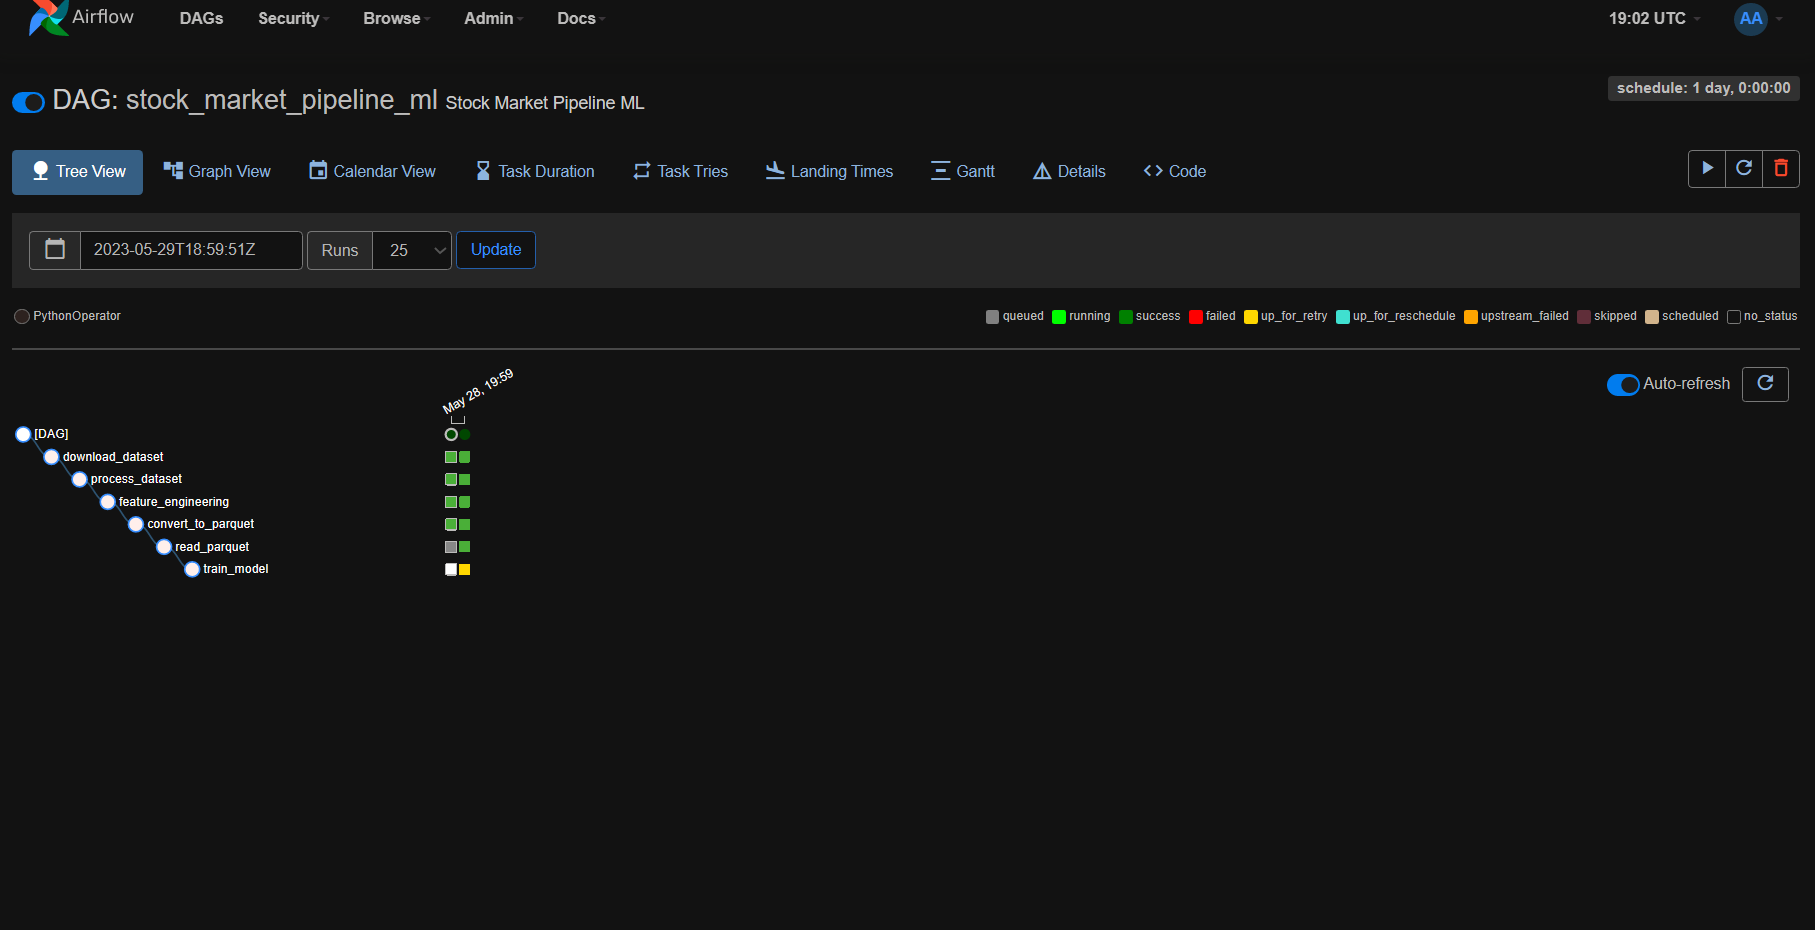 Airflow DAGs Security Browse Admin Docs 19:02 UTC AA
DAG: stock_market_pipeline_ml Stock Market Pipeline ML
schedule: 1 day, 0:00:00
Tree View Graph View Calendar View Task Duration Task Tries Landing Times Gantt Details Code
2023-05-29T18:59:51Z Runs 25 Update
PythonOperator queued running success failed up_for_retry up_for_reschedule upstream_failed skipped scheduled no_status
May 28, 19:59
Auto-refresh
[DAG]
download_dataset
process_dataset
feature_engineering
convert_to_parquet
read_parquet
train_model